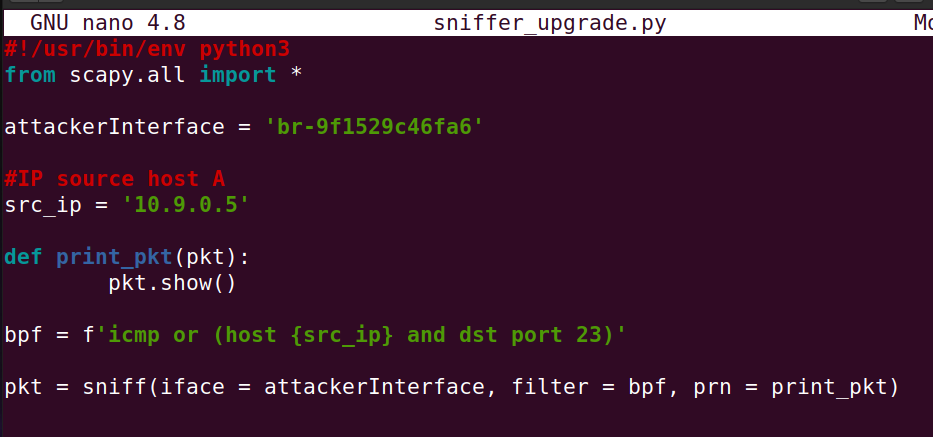 GNU nano 4.8 sniffer_upgrade.py
#!/usr/bin/env python3
from scapy.all import *
attackerInterface = 'br-9f1529c46fa6'
#IP source host A
src_ip = '10.9.0.5'
def print_pkt(pkt):
        pkt.show()
bpf = f'icmp or (host {src_ip} and dst port 23)'
pkt = sniff(iface = attackerInterface, filter = bpf, prn = print_pkt)